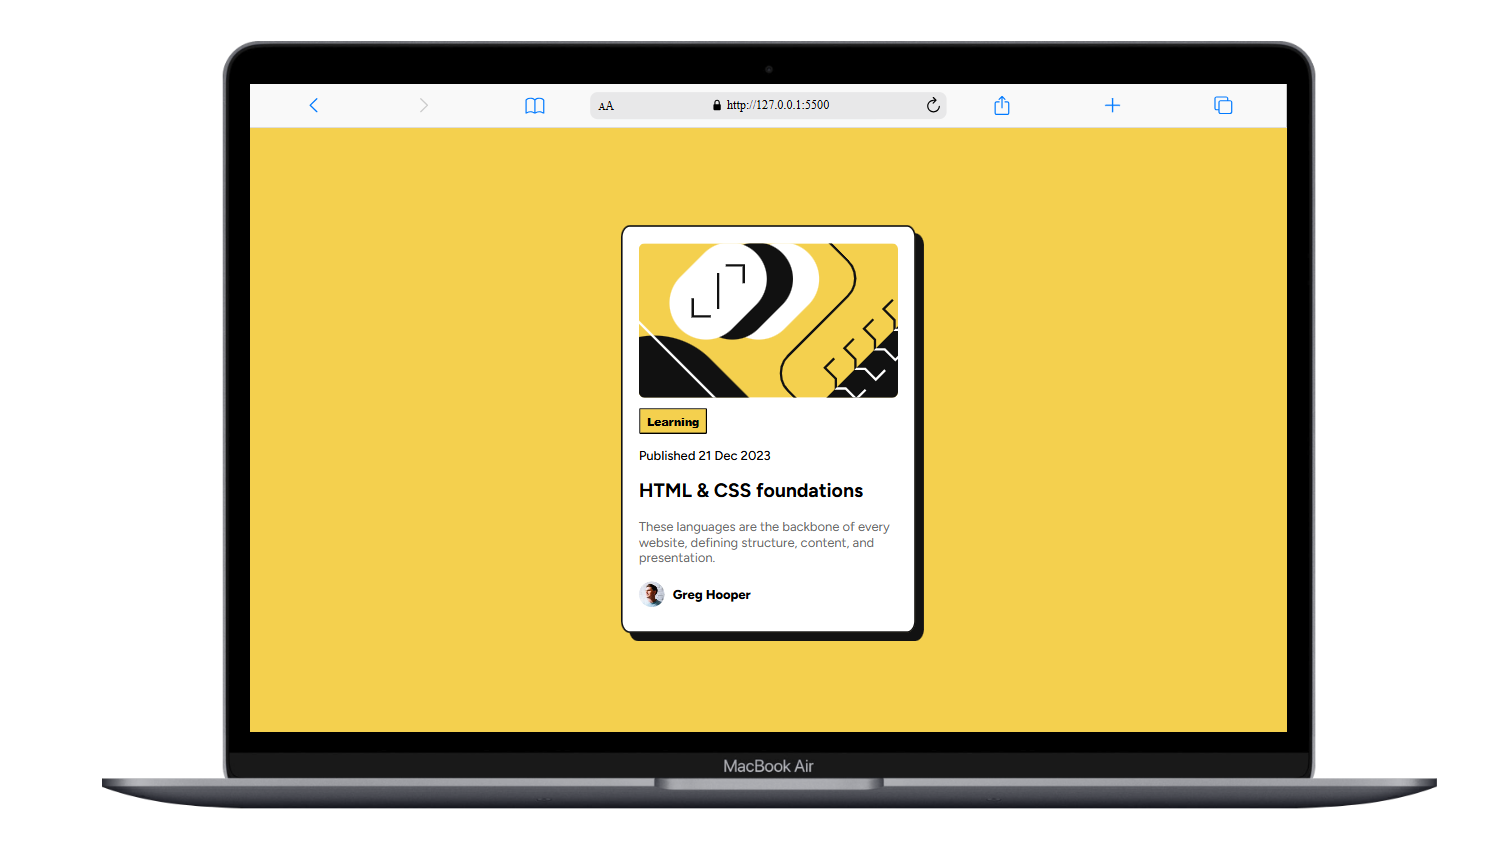 AA
http://127.0.0.1:5500
Learning
Published 21 Dec 2023
HTML & CSS foundations
These languages are the backbone of every
website, defining structure, content, and
presentation.
Greg Hooper
MacBook Air